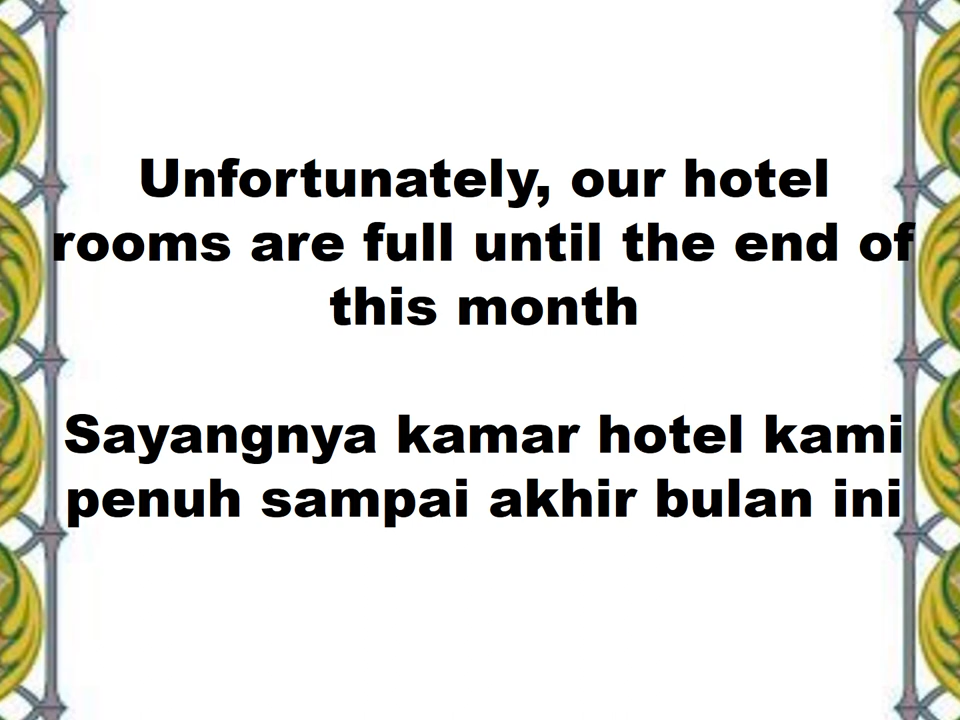 Unfortunately, our hotel
rooms are full until the end of
this month
Sayangnya kamar hotel kami
penuh sampai akhir bulan ini